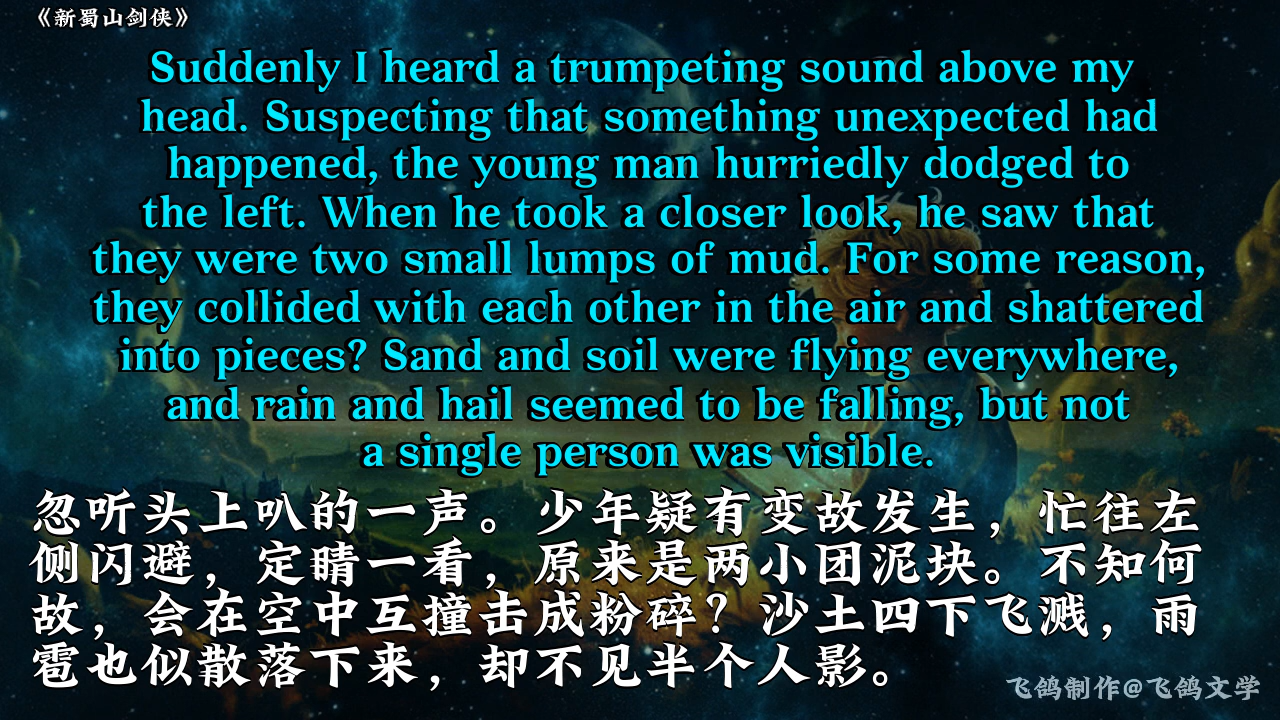 《新蜀山剑侠》
Suddenly I heard a trumpeting sound above my
head. Suspecting that something unexpected had
happened, the young man hurriedly dodged to
the left. When he took a closer look, he saw that
they were two small lumps of mud. For some reason,
they collided with each other in the air and shattered
into pieces? Sand and soil were flying everywhere,
and rain and hail seemed to be falling, but not
a single person was visible.
忽听头上叭的一声。少年疑有变故发生，忙往左
侧闪避，定睛一看，原来是两小团泥块。不知何
故，会在空中互撞击成粉碎？沙土四下飞溅，雨
雹也似散落下来，却不见半个人影。
飞鸽制作@飞鸽文学